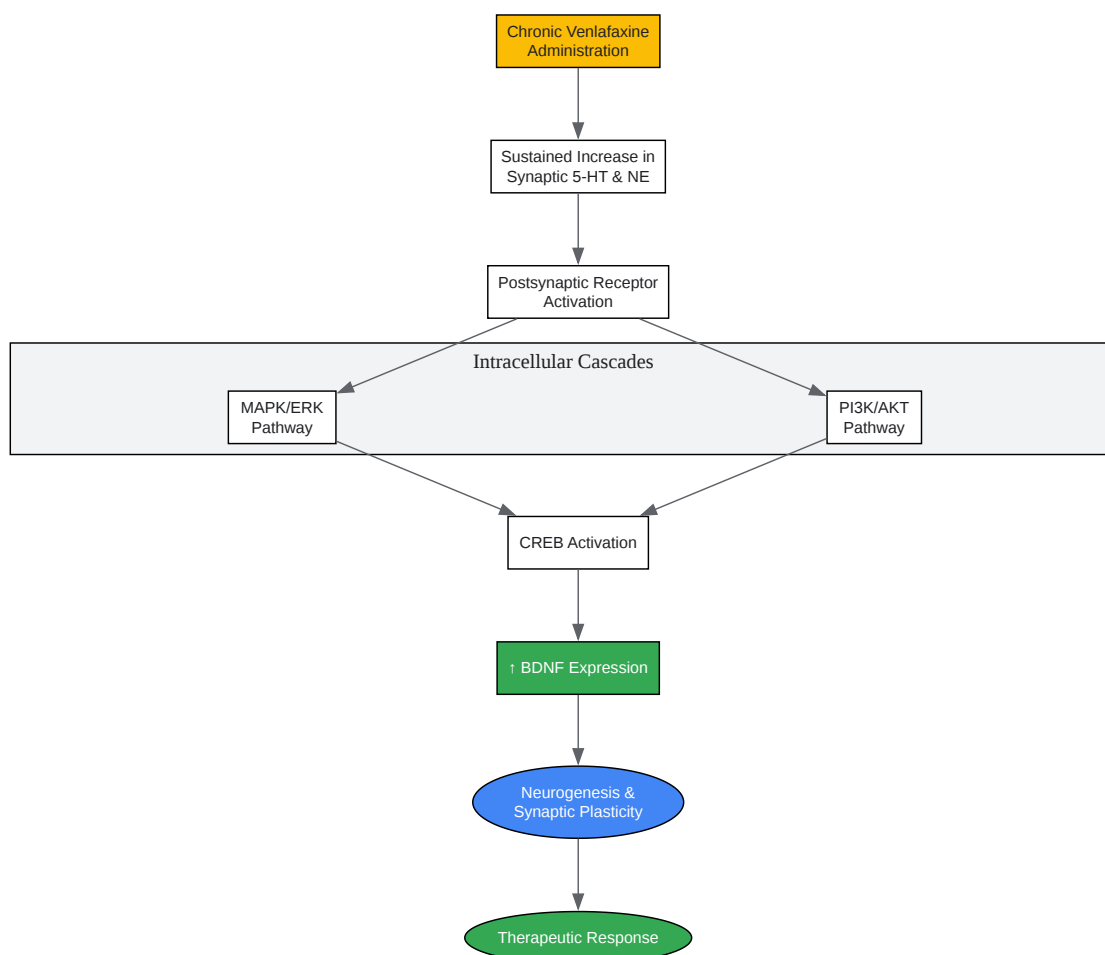 Chronic Venlafaxine
Administration
Sustained Increase in
Synaptic 5-HT & NE
Postsynaptic Receptor
Activation
Intracellular Cascades
MAPK/ERK
Pathway
PI3K/AKT
Pathway
CREB Activation
↑ BDNF Expression
Neurogenesis &
Synaptic Plasticity
Therapeutic Response